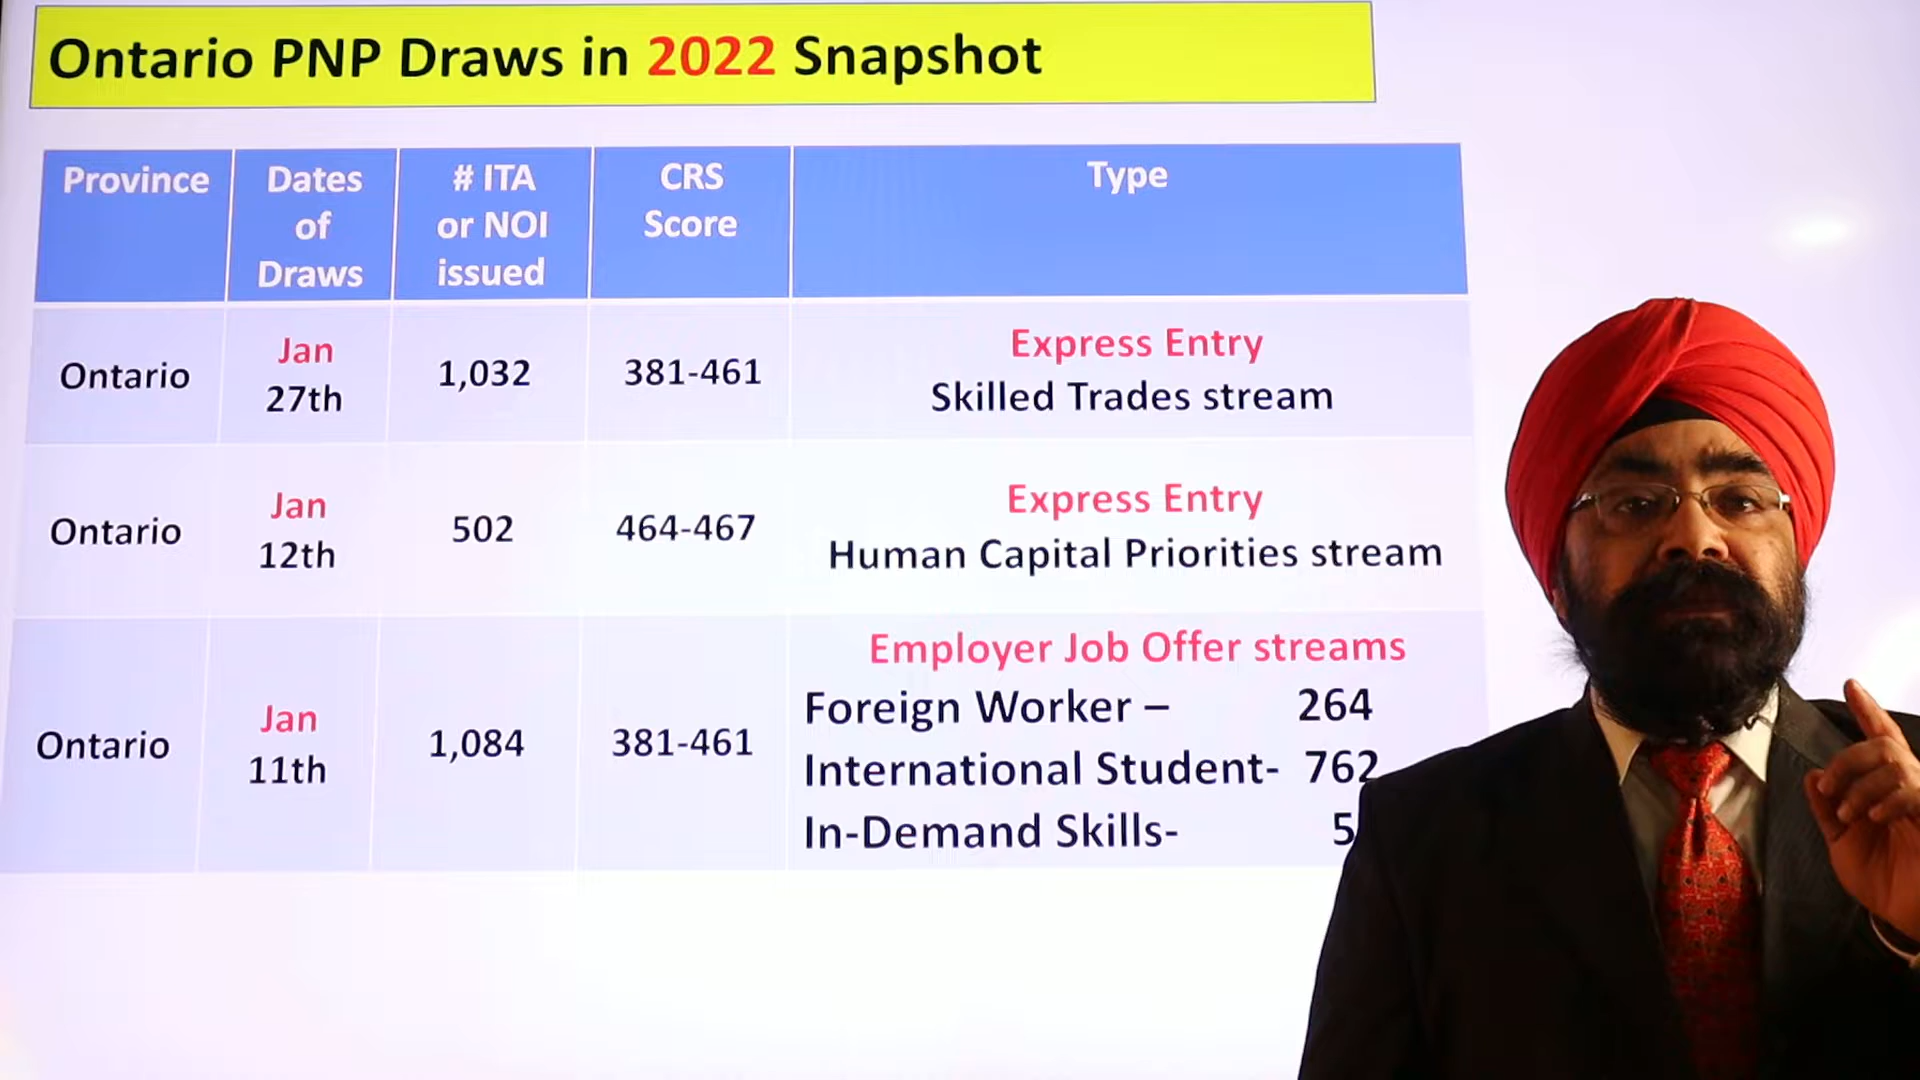 Ontario PNP Draws in 2022 Snapshot
Province
Dates
of
Draws
# ITA
or NOI
issued
CRS
Score
Type
Ontario
Jan
27th
1,032
381-461
Express Entry
Skilled Trades stream
Ontario
Jan
12th
502
464-467
Express Entry
Human Capital Priorities stream
Ontario
Jan
11th
1,084
381-461
Employer Job Offer streams
Foreign Worker – 264
International Student- 762
In-Demand Skills-